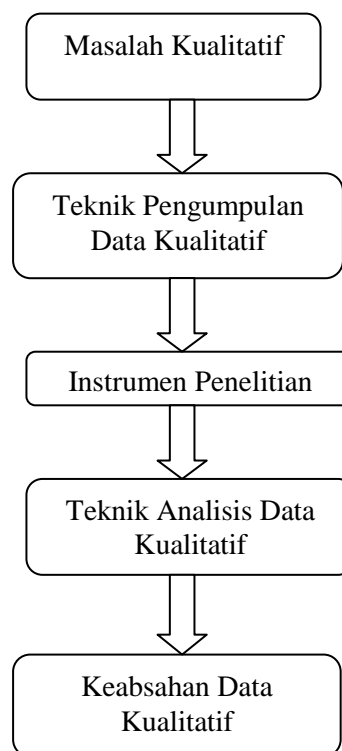 Masalah Kualitatif
Teknik Pengumpulan
Data Kualitatif
Instrumen Penelitian
Teknik Analisis Data
Kualitatif
Keabsahan Data
Kualitatif